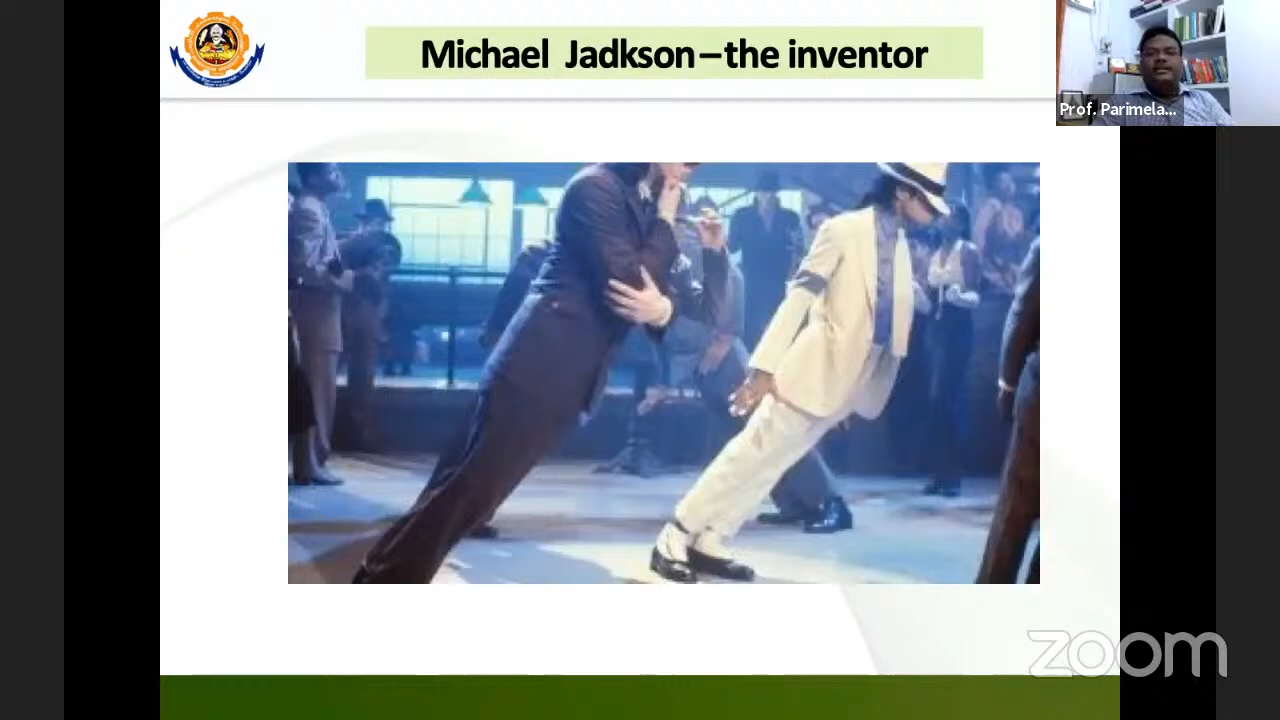 Michael Jadkson – the inventor
Prof. Parimela...
zoom